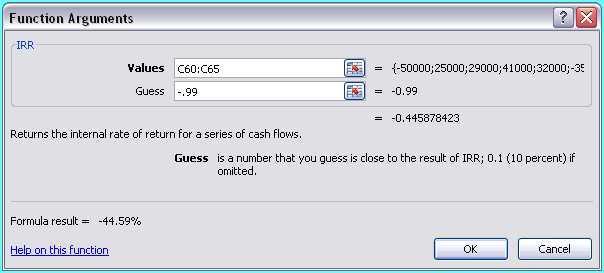 Function Arguments
IRR
Values C60:C65 = {-50000;25000;29000;41000;32000;-35
Guess -.99 = -0.99
= -0.445878423
Returns the internal rate of return for a series of cash flows.
Guess is a number that you guess is close to the result of IRR; 0.1 (10 percent) if
omitted.
Formula result = -44.59%
Help on this function OK Cancel